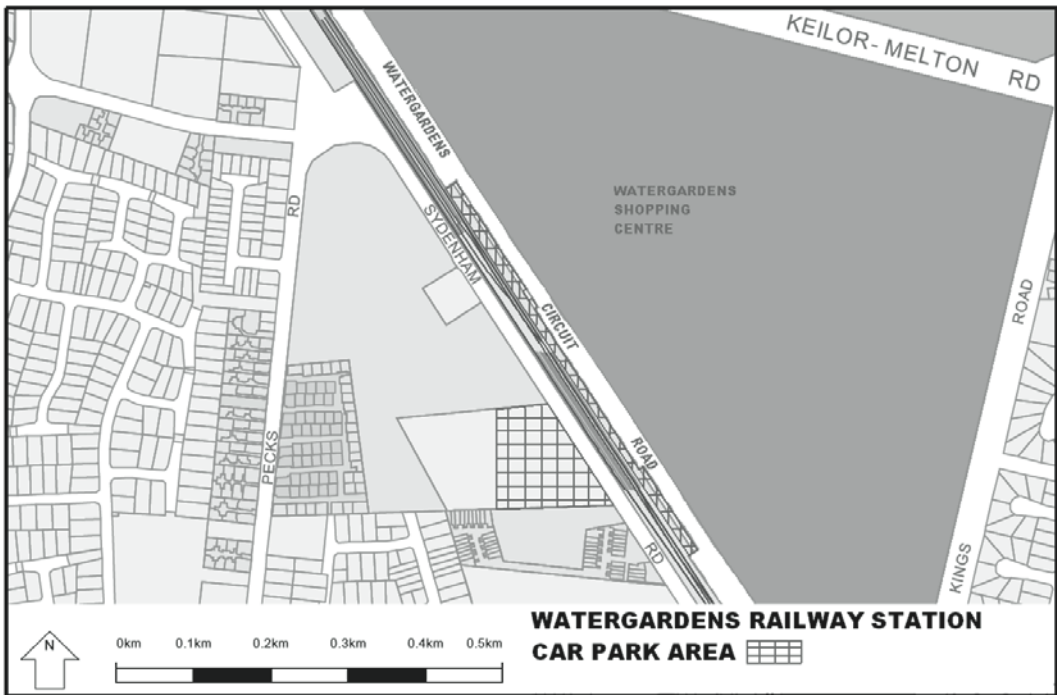 KEILOR-MELTON RD
WATERGARDENS
WATERGARDENS
SHOPPING
CENTRE
RD
SYDENHAM
ROAD
CIRCUIT
ROAD
PECKS
RD
KINGS
N
0km 0.1km 0.2km 0.3km 0.4km 0.5km
WATERGARDENS RAILWAY STATION
CAR PARK AREA